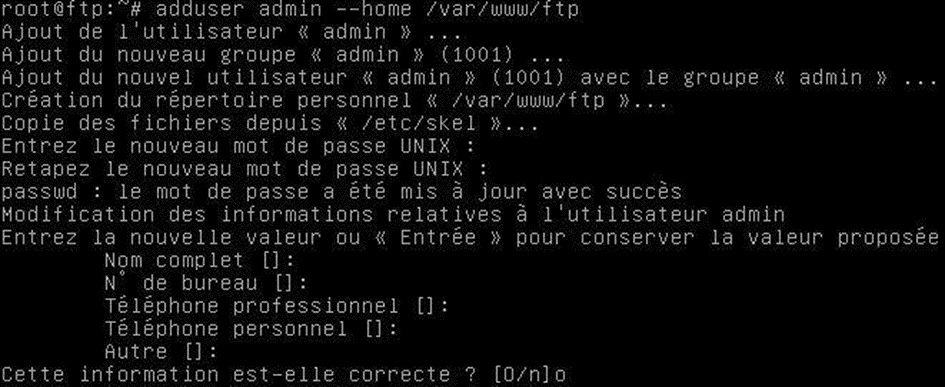 root@ftp:~# adduser admin --home /var/www/ftp
Ajout de l'utilisateur « admin » ...
Ajout du nouveau groupe « admin » (1001) ...
Ajout du nouvel utilisateur « admin » (1001) avec le groupe « admin » ...
Création du répertoire personnel « /var/www/ftp »...
Copie des fichiers depuis « /etc/skel »...
Entrez le nouveau mot de passe UNIX :
Retapez le nouveau mot de passe UNIX :
passwd : le mot de passe a été mis à jour avec succès
Modification des informations relatives à l'utilisateur admin
Entrez la nouvelle valeur ou « Entrée » pour conserver la valeur proposée
Nom complet []:
N° de bureau []:
Téléphone professionnel []:
Téléphone personnel []:
Autre []:
Cette information est-elle correcte ? [O/n]o